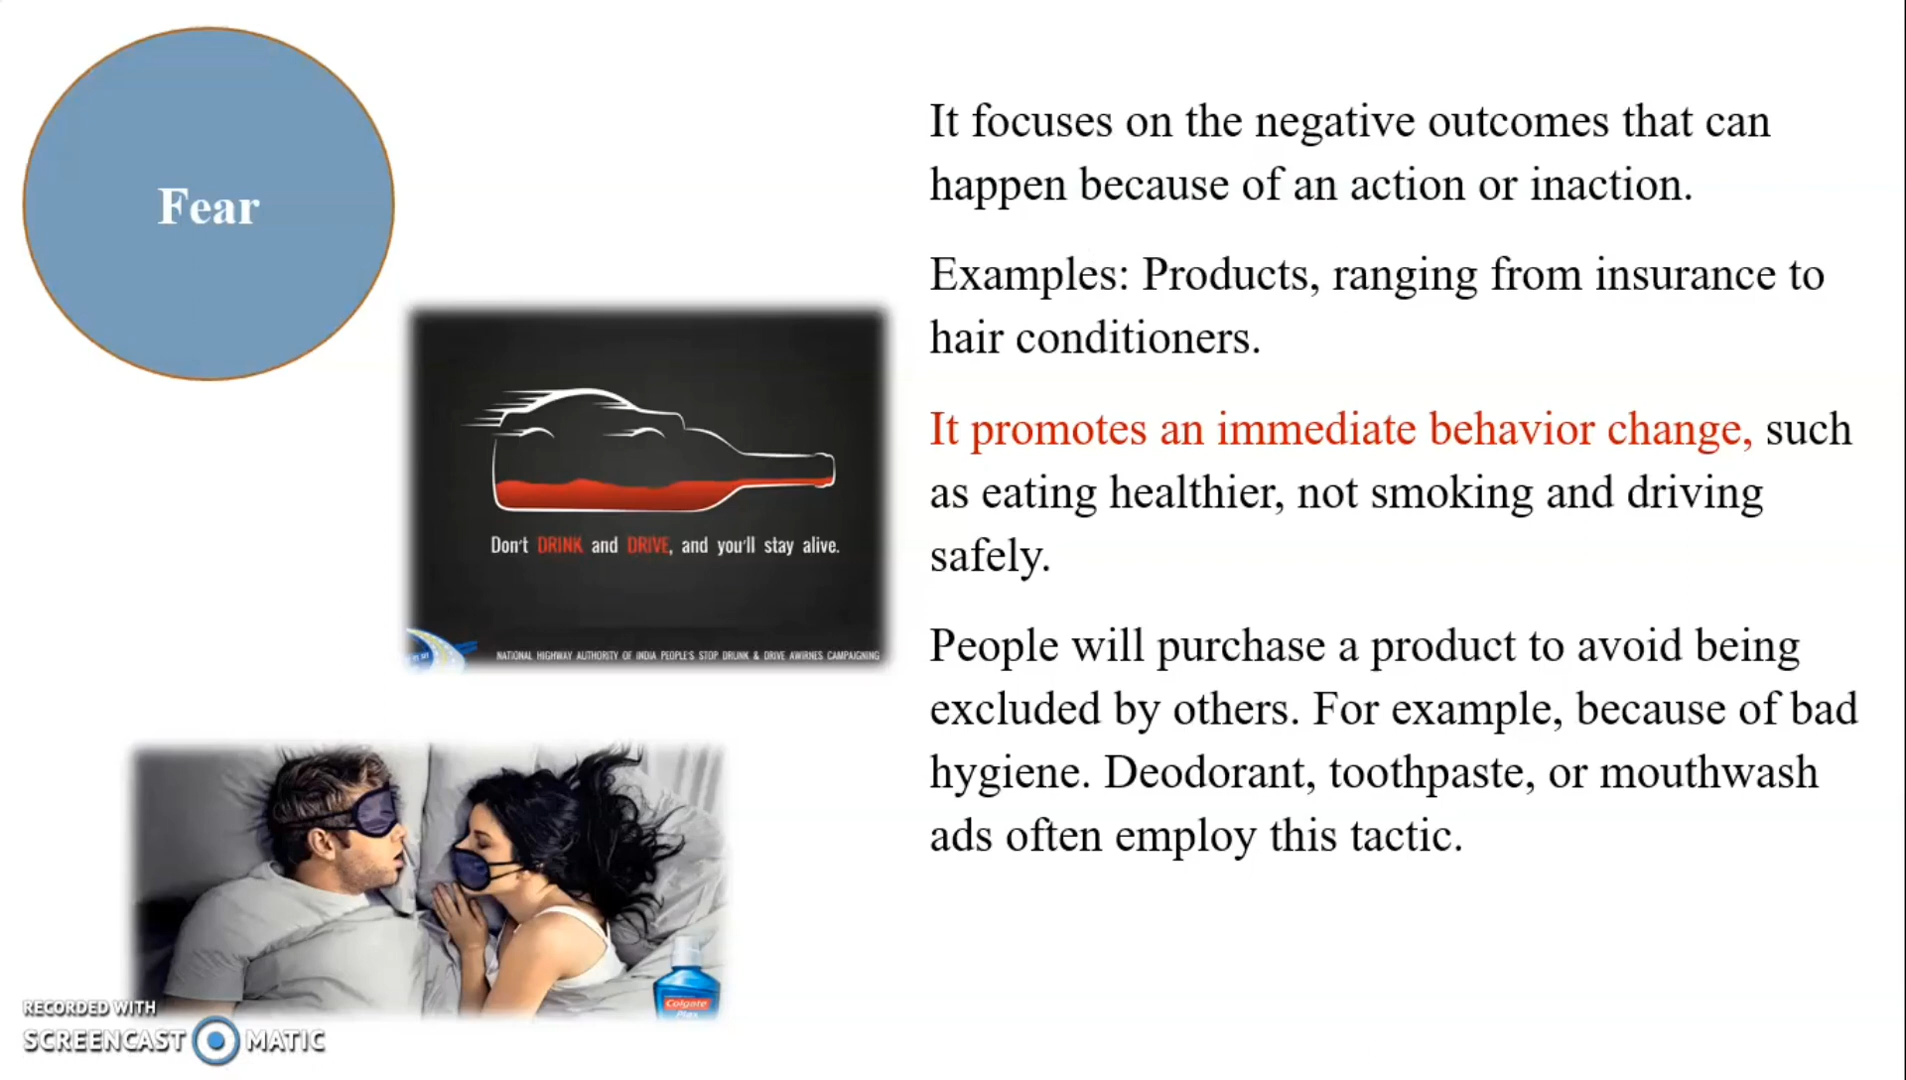 Fear
It focuses on the negative outcomes that can
happen because of an action or inaction.
Examples: Products, ranging from insurance to
hair conditioners.
It promotes an immediate behavior change, such
as eating healthier, not smoking and driving
safely.
People will purchase a product to avoid being
excluded by others. For example, because of bad
hygiene. Deodorant, toothpaste, or mouthwash
ads often employ this tactic.
Don't DRINK and DRIVE, and you'll stay alive.
NATIONAL HIGHWAY AUTHORITY OF INDIA PEOPLE'S STOP DRUNK & DRIVE AWIRNES CAMPAIGNING
Colgate
Plax
RECORDED WITH
SCREENCAST MATIC